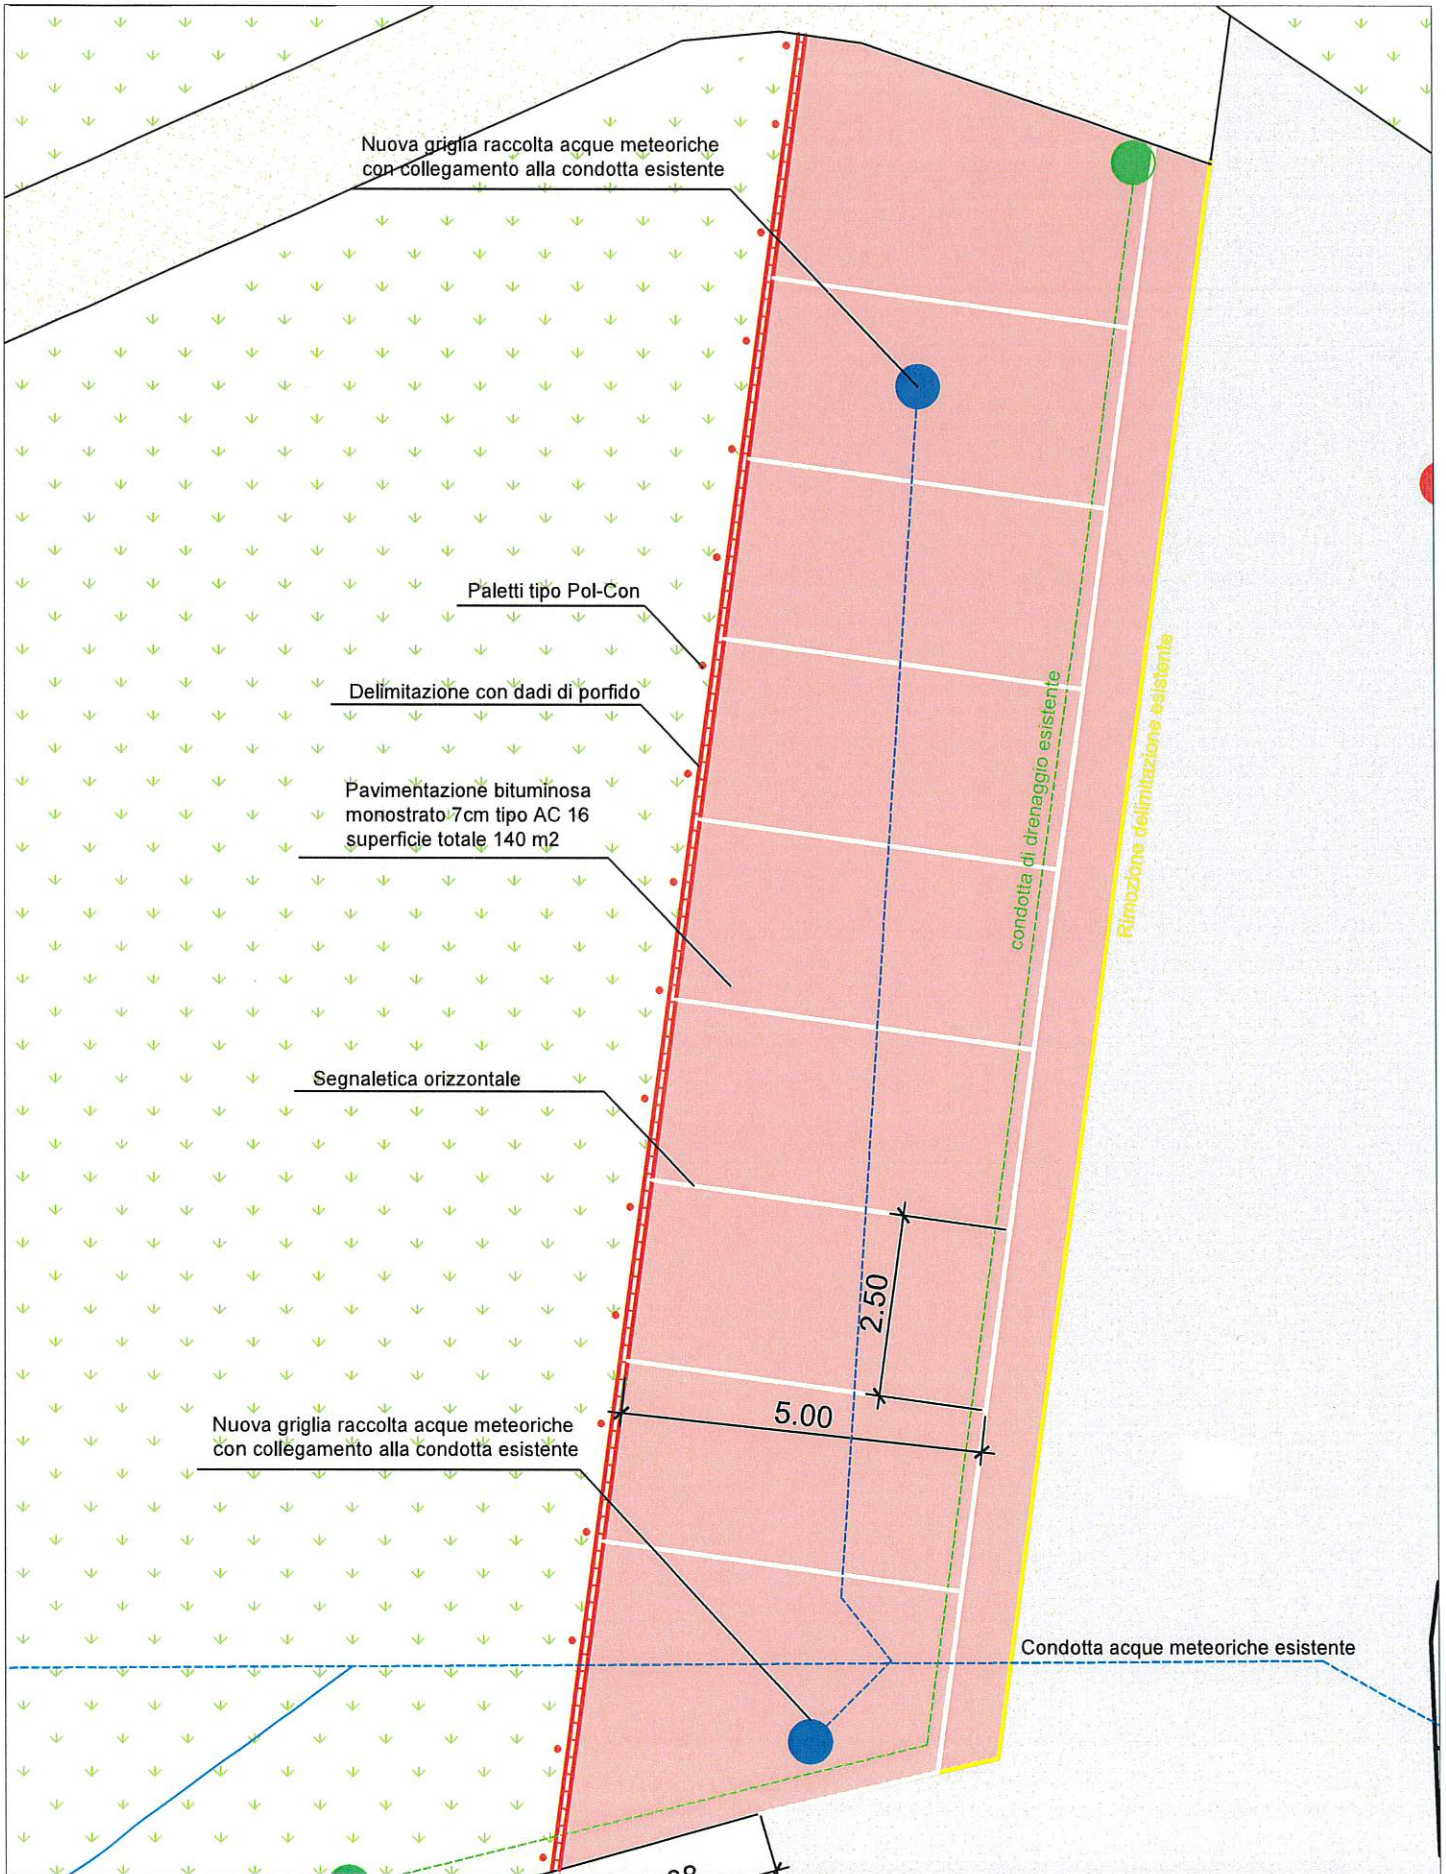 Nuova griglia raccolta acque meteoriche
con collegamento alla condotta esistente
Paletti tipo Pol-Con
Delimitazione con dadi di porfido
Pavimentazione bituminosa
monostrato 7cm tipo AC 16
superficie totale 140 m2
condotta di drenaggio esistente
Rimozione delimitazione esistente
Segnaletica orizzontale
2.50
5.00
Nuova griglia raccolta acque meteoriche
con collegamento alla condotta esistente
Condotta acque meteoriche esistente